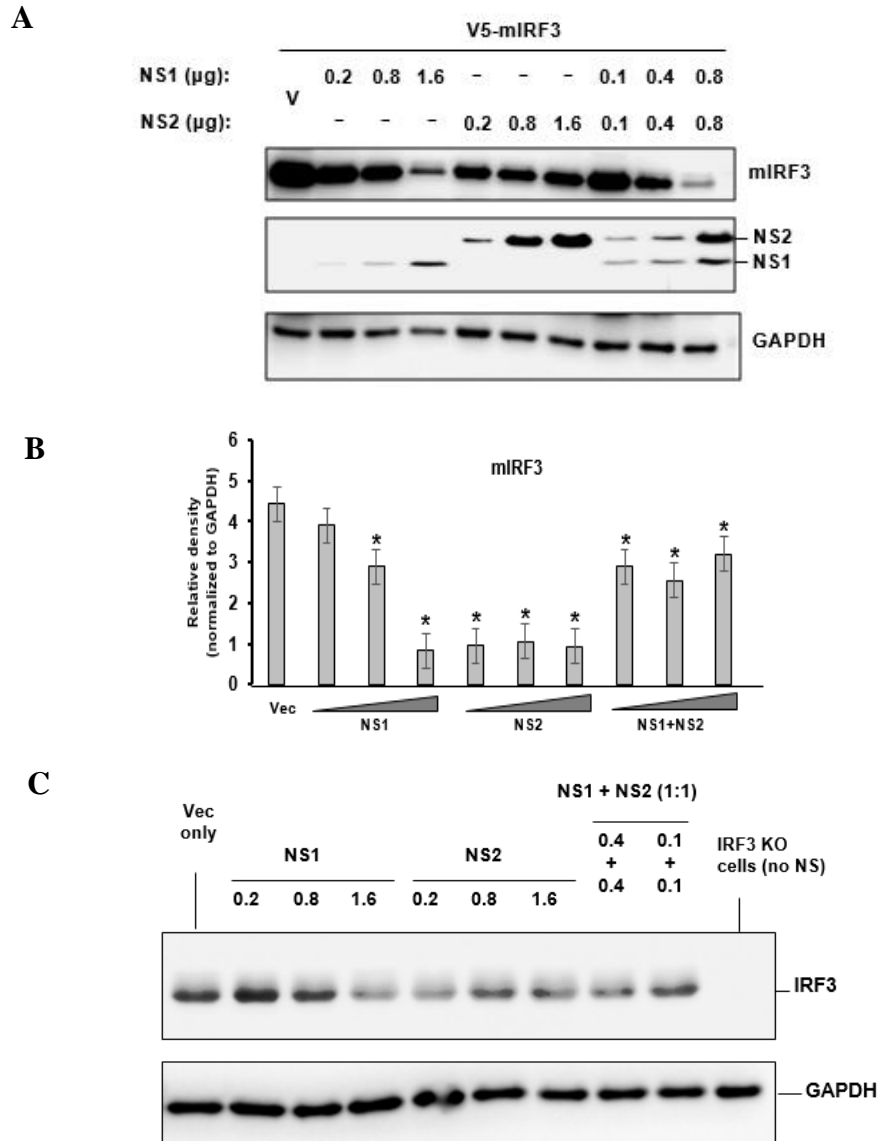 A
V5-mIRF3
NS1 (µg):
V
0.2 0.8 1.6 – – – 0.1 0.4 0.8
NS2 (µg):
– – – 0.2 0.8 1.6 0.1 0.4 0.8
mIRF3
NS2
NS1
GAPDH
B
mIRF3
Relative density
(normalized to GAPDH)
6
5
4
3
2
1
0
* * * * * * * *
Vec
NS1
NS2
NS1+NS2
C
Vec
only
NS1
0.2 0.8 1.6
NS2
0.2 0.8 1.6
NS1 + NS2 (1:1)
0.4 0.1
+ +
0.4 0.1
IRF3 KO
cells (no NS)
IRF3
GAPDH